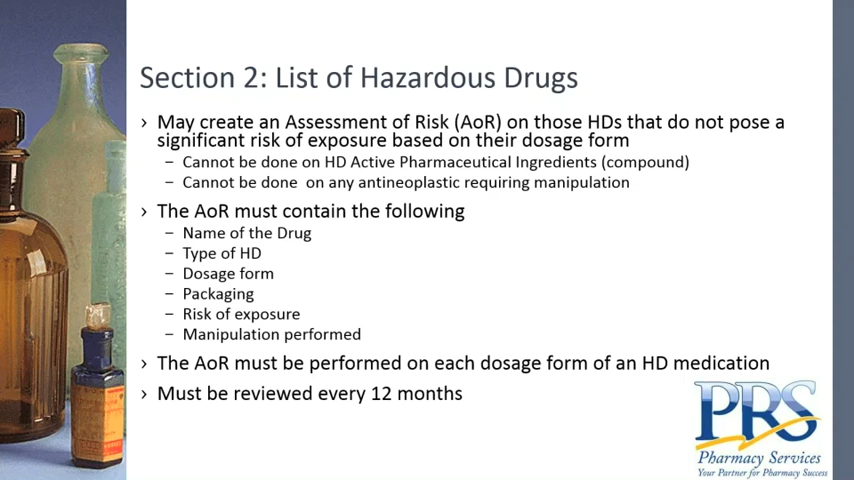 Section 2: List of Hazardous Drugs
› May create an Assessment of Risk (AoR) on those HDs that do not pose a
significant risk of exposure based on their dosage form
– Cannot be done on HD Active Pharmaceutical Ingredients (compound)
– Cannot be done on any antineoplastic requiring manipulation
› The AoR must contain the following
– Name of the Drug
– Type of HD
– Dosage form
– Packaging
– Risk of exposure
– Manipulation performed
› The AoR must be performed on each dosage form of an HD medication
› Must be reviewed every 12 months
PRS
Pharmacy Services
Your Partner for Pharmacy Success